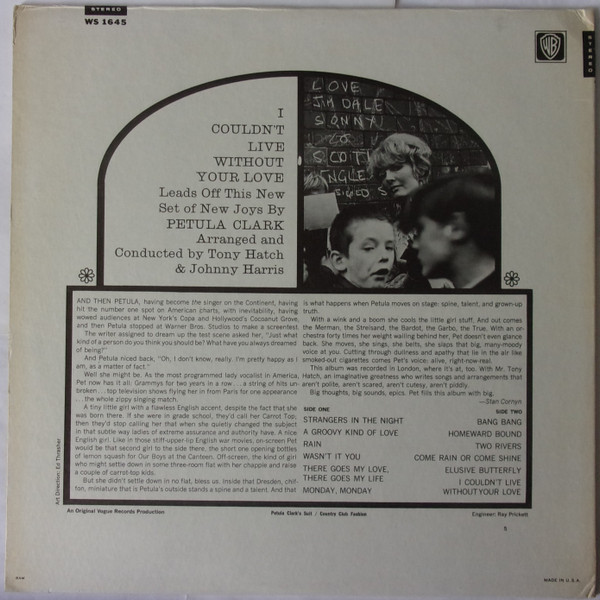 STEREO
WS 1645
WB
STEREO
LOVE
JIM DALE
SONNY
I
COULDN'T
LIVE
WITHOUT
YOUR LOVE
Leads Off This New
Set of New Joys By
PETULA CLARK
Arranged and
Conducted by Tony Hatch
& Johnny Harris
AND THEN PETULA, having become the singer on the Continent, having
hit the number one spot on American charts, with inevitability, having
wowed audiences at New York's Copa and Hollywood's Cocoanut Grove,
and then Petula stopped at Warner Bros. Studios to make a screentest.
The writer assigned to dream up the test scene asked her, "Just what
kind of a person do you think you should be? What have you always dreamed
of being?"
And Petula niced back, "Oh, I don't know, really. I'm pretty happy as I
am, as a matter of fact."
Well she might be. As the most programmed lady vocalist in America,
Pet now has it all. Grammys for two years in a row...a string of hits un
broken...top television shows flying her in from Paris for one appearance
...the whole zippy singing match.
A tiny little girl with a flawless English accent, despite the fact that she
was born there. If she were in grade school, they'd call her Carrot Top,
then they'd stop calling her that when she quietly changed the subject
in that subtle way ladies of extreme assurance and authority have. A nice
English girl. Like in those stiff-upper-lip English war movies, on-screen Pet
would be that second girl to the side there, the short one opening bottles
of lemon squash for Our Boys at the Canteen. Off-screen, the kind of girl
who might settle down in some three-room flat with her chappie and raise
a couple of carrot-top kids.
But she didn't settle down in no flat, bless us. Inside that Dresden, chif-
fon, miniature that is Petula's outside stands a spine and a talent. And that
is what happens when Petula moves on stage: spine, talent, and grown-up
truth.
With a wink and a boom she cools the little girl stuff. And out comes
the Merman, the Streisand, the Bardot, the Garbo, the True. With an or-
chestra forty times her weight wailing behind her, Pet doesn't even glance
back. She moves, she sings, she belts, she slaps that big, many-moody
voice at you. Cutting through dullness and apathy that lie in the air like
smoked-out cigarettes comes Pet's voice: alive, right-now-real.
This album was recorded in London, where it's at, too. With Mr. Tony
Hatch, an imaginative greatness who writes songs and arrangements that
aren't polite, aren't scared, aren't cutesy, aren't piddly.
Big thoughts, big sounds, epics. Pet fills this album with big.
—Stan Cornyn
SIDE ONE
STRANGERS IN THE NIGHT
A GROOVY KIND OF LOVE
RAIN
WASN'T IT YOU
THERE GOES MY LOVE,
THERE GOES MY LIFE
MONDAY, MONDAY
SIDE TWO
BANG BANG
HOMEWARD BOUND
TWO RIVERS
COME RAIN OR COME SHINE
ELUSIVE BUTTERFLY
I COULDN'T LIVE
WITHOUT YOUR LOVE
Art Direction: Ed Thrasher
An Original Vogue Records Production
Petula Clark's Suit / Country Club Fashion
Engineer: Ray Prickett
5
MADE IN U.S.A.